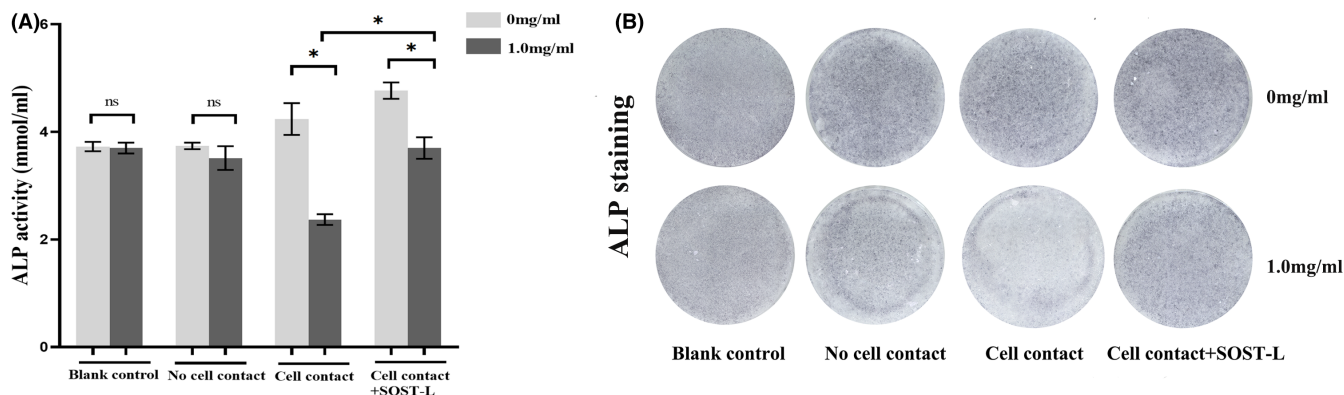 (A)
6
4
2
0
ALP activity (mmol/ml)
0mg/ml
1.0mg/ml
ns
ns
*
*
*
Blank control
No cell contact
Cell contact
Cell contact
+SOST-L
(B)
ALP staining
0mg/ml
1.0mg/ml
Blank control
No cell contact
Cell contact
Cell contact+SOST-L